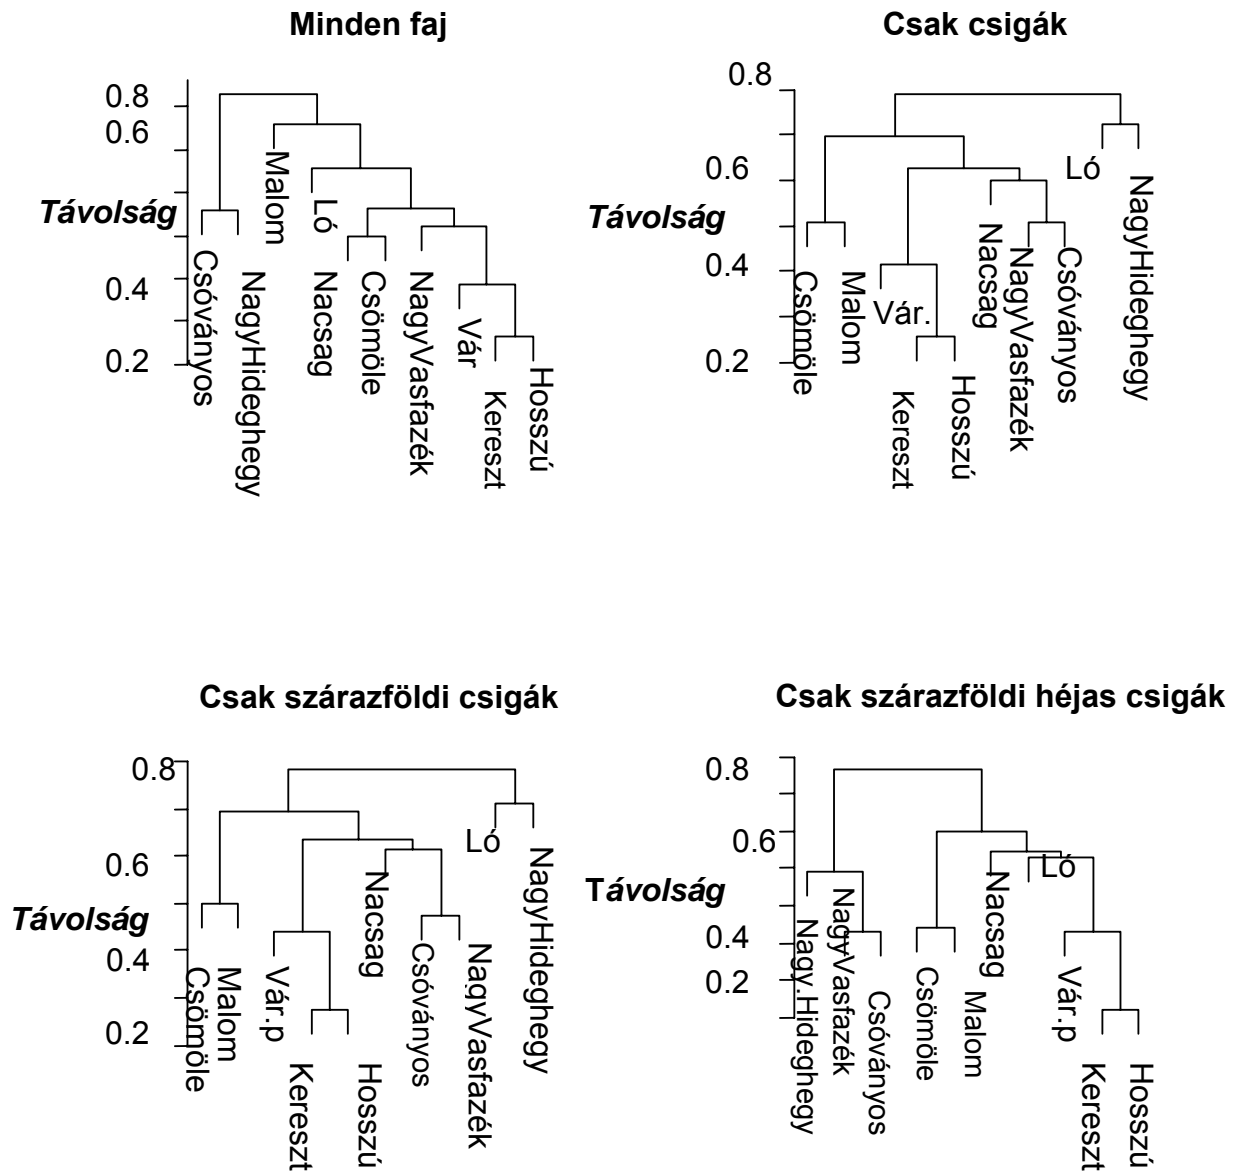 Minden faj
0.8
0.6
Távolság
0.4
0.2
Csóványos
NagyHideghegy
Malom
Ló
Nacsag
Csömöle
NagyVasfazék
Vár
Kereszt
Hosszú
Csak csigák
0.8
0.6
Távolság
0.4
0.2
Csömöle
Malom
Vár.
Kereszt
Hosszú
Nacsag
NagyVasfazék
Csóványos
Ló
NagyHideghegy
Csak szárazföldi csigák
0.8
0.6
Távolság
0.4
0.2
Csömöle
Malom
Vár.p
Kereszt
Hosszú
Nacsag
Csóványos
NagyVasfazék
Ló
NagyHideghegy
Csak szárazföldi héjas csigák
0.8
0.6
Távolság
0.4
0.2
Nagy.Hideghegy
NagyVasfazék
Csóványos
Csömöle
Malom
Nacsag
Ló
Vár.p
Kereszt
Hosszú